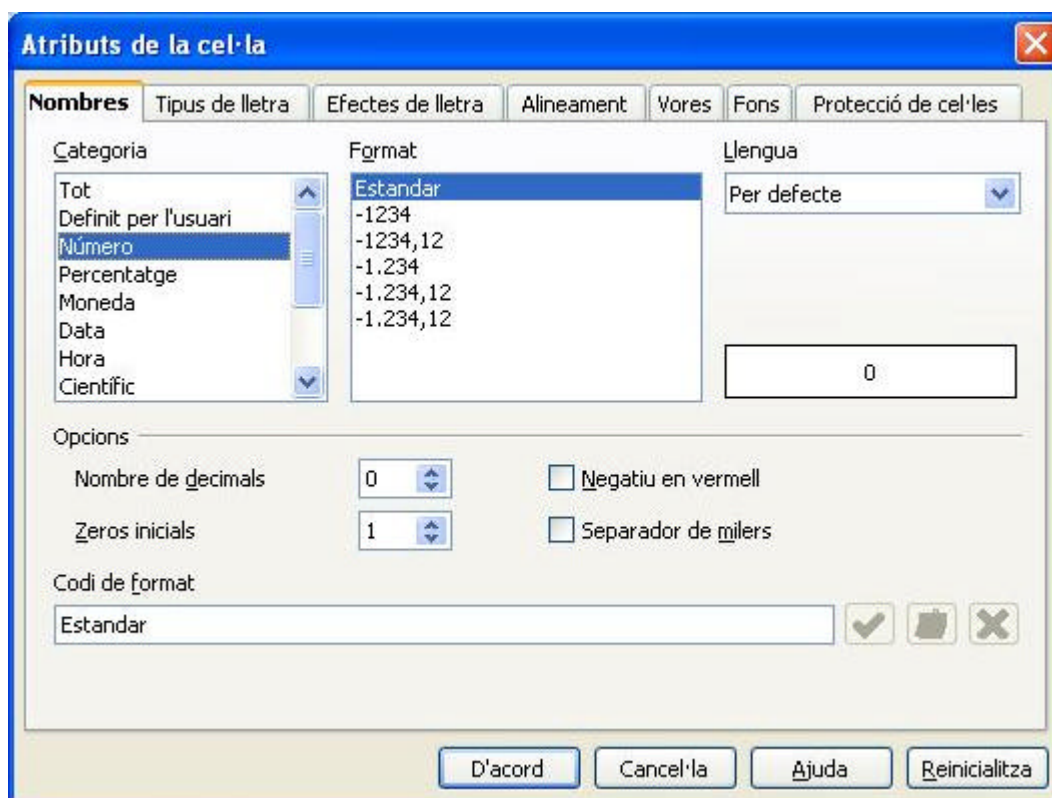 Atributs de la cel·la
Nombres Tipus de lletra Efectes de lletra Alineament Vores Fons Protecció de cel·les
Categoria
Tot
Definit per l'usuari
Número
Percentatge
Moneda
Data
Hora
Científic
Format
Estandar
-1234
-1234,12
-1.234
-1.234,12
-1.234,12
Llengua
Per defecte
0
Opcions
Nombre de decimals 0
Zeros inicials 1
Negatiu en vermell
Separador de milers
Codi de format
Estandar
D'acord Cancel·la Ajuda Reinicialitza